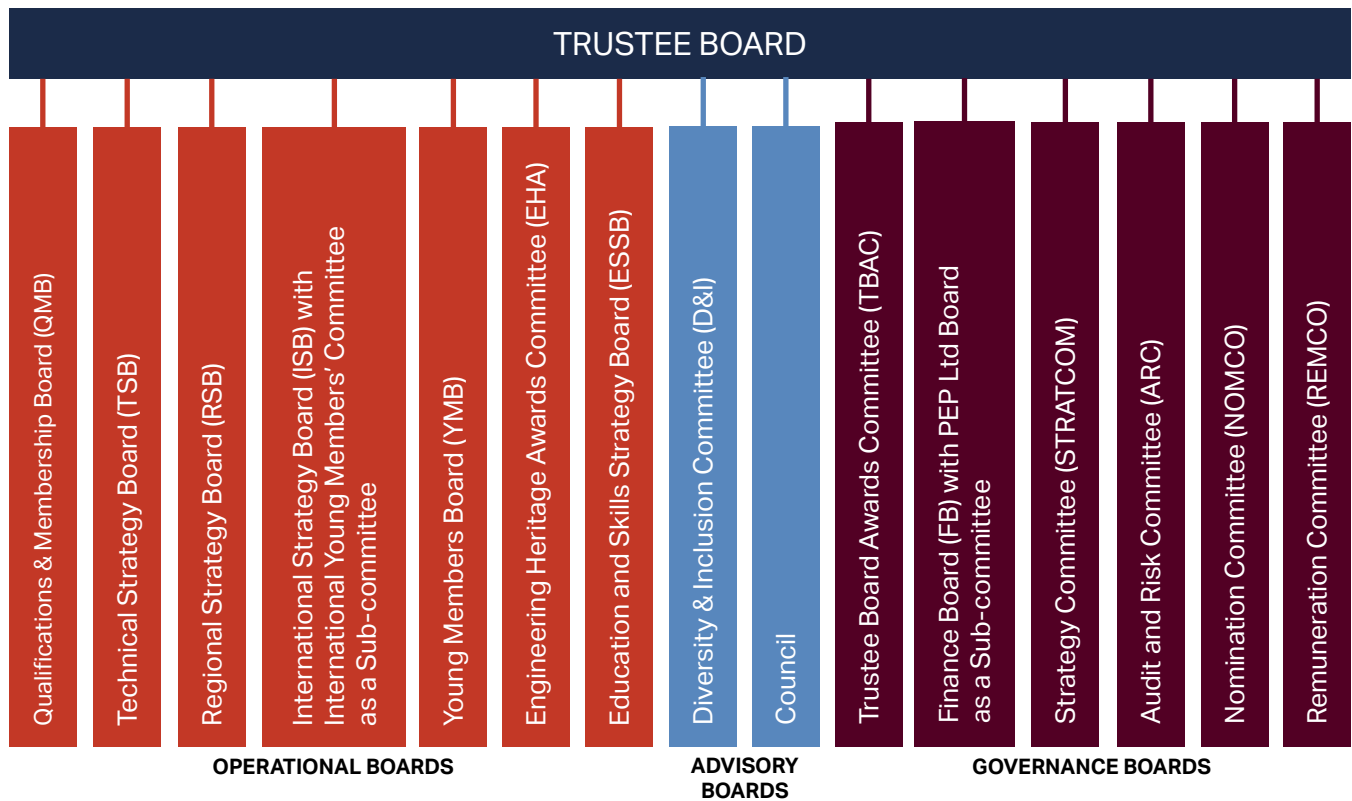 TRUSTEE BOARD
Qualifications & Membership Board (QMB)
Technical Strategy Board (TSB)
Regional Strategy Board (RSB)
International Strategy Board (ISB) with
International Young Members’ Committee
as a Sub-committee
Young Members Board (YMB)
Engineering Heritage Awards Committee (EHA)
Education and Skills Strategy Board (ESSB)
Diversity & Inclusion Committee (D&I)
Council
Trustee Board Awards Committee (TBAC)
Finance Board (FB) with PEP Ltd Board
as a Sub-committee
Strategy Committee (STRATCOM)
Audit and Risk Committee (ARC)
Nomination Committee (NOMCO)
Remuneration Committee (REMCO)
OPERATIONAL BOARDS
ADVISORY
BOARDS
GOVERNANCE BOARDS